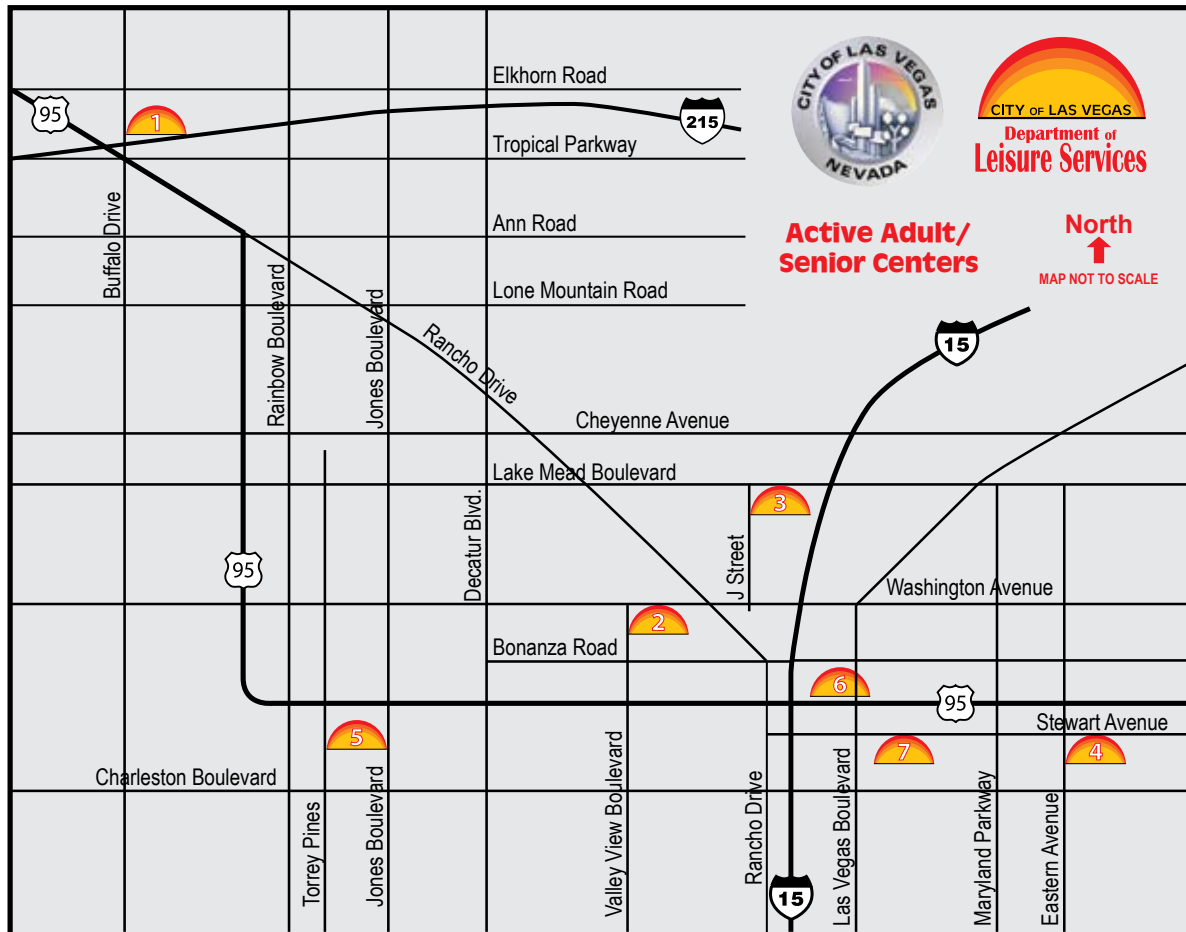 Elkhorn Road
95
1
215
Tropical Parkway
CITY OF LAS VEGAS
NEVADA
CITY OF LAS VEGAS
Department of
Leisure Services
Buffalo Drive
Ann Road
Active Adult/
Senior Centers
North
MAP NOT TO SCALE
Rainbow Boulevard
Jones Boulevard
Lone Mountain Road
Rancho Drive
15
Cheyenne Avenue
Lake Mead Boulevard
3
95
Decatur Blvd.
J Street
Washington Avenue
2
Bonanza Road
6
95
Stewart Avenue
5
7
4
Charleston Boulevard
Torrey Pines
Jones Boulevard
Valley View Boulevard
Rancho Drive
15
Las Vegas Boulevard
Maryland Parkway
Eastern Avenue